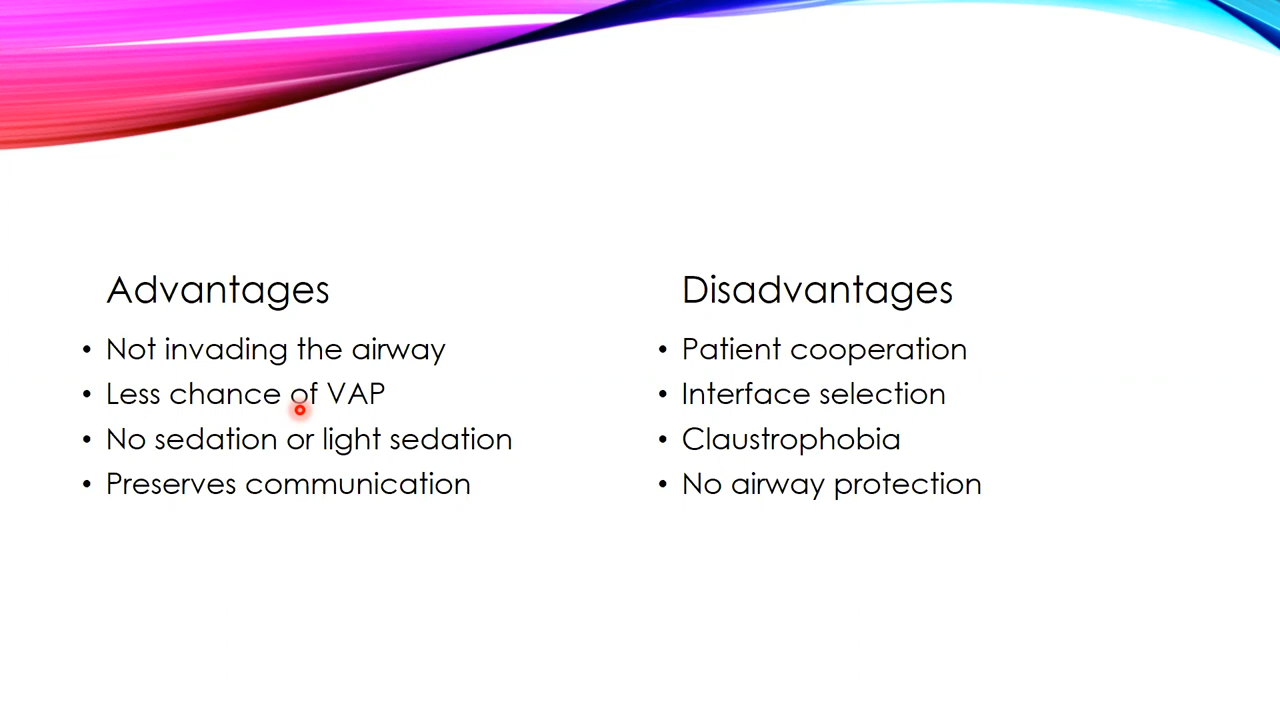 Advantages
• Not invading the airway
• Less chance of VAP
• No sedation or light sedation
• Preserves communication
Disadvantages
• Patient cooperation
• Interface selection
• Claustrophobia
• No airway protection